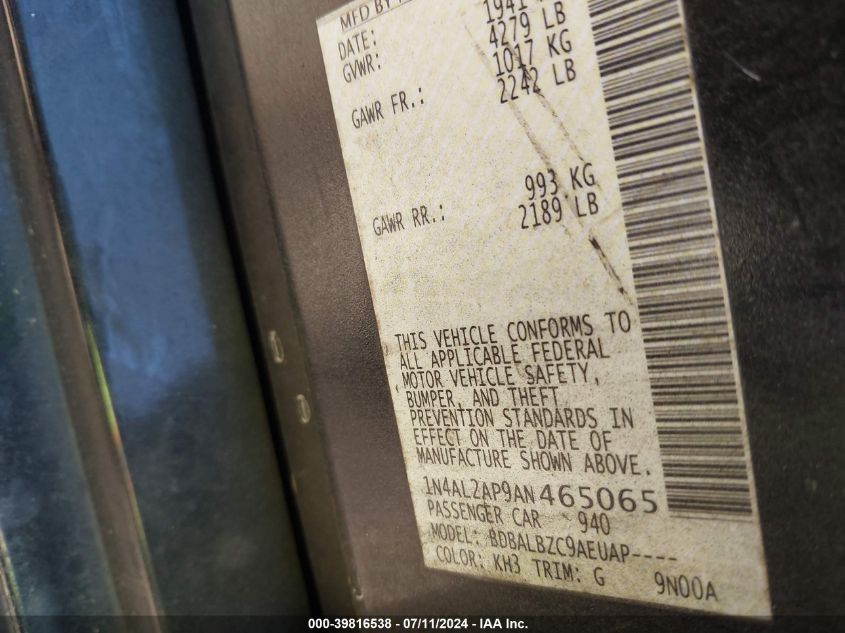 MFD BY
DATE: 1941
GVWR: 4279 LB
1017 KG
GAWR FR.: 2242 LB
993 KG
GAWR RR.: 2189 LB
THIS VEHICLE CONFORMS TO
ALL APPLICABLE FEDERAL
MOTOR VEHICLE SAFETY,
BUMPER, AND THEFT
PREVENTION STANDARDS IN
EFFECT ON THE DATE OF
MANUFACTURE SHOWN ABOVE.
1N4AL2AP9AN465065
PASSENGER CAR 940
MODEL: BDBALBZC9AEUAP----
COLOR: KH3 TRIM: G 9N00A
000-39816538 - 07/11/2024 - IAA Inc.